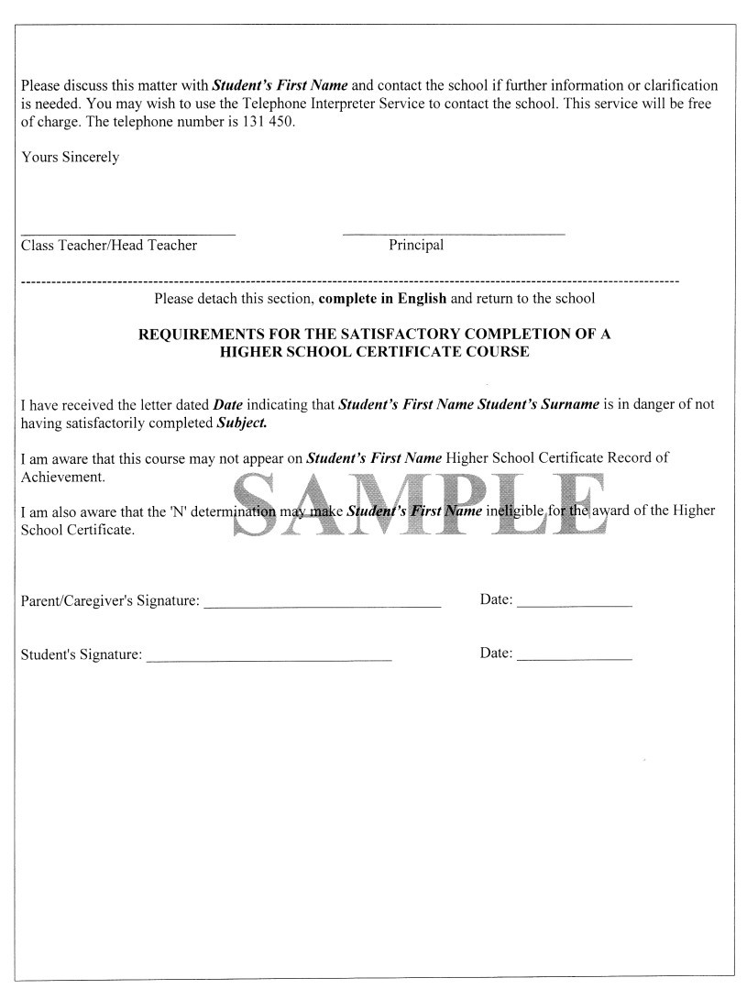 Please discuss this matter with Student's First Name and contact the school if further information or clarification
is needed. You may wish to use the Telephone Interpreter Service to contact the school. This service will be free
of charge. The telephone number is 131 450.
Yours Sincerely
Class Teacher/Head Teacher Principal
Please detach this section, complete in English and return to the school
REQUIREMENTS FOR THE SATISFACTORY COMPLETION OF A
HIGHER SCHOOL CERTIFICATE COURSE
I have received the letter dated Date indicating that Student's First Name Student's Surname is in danger of not
having satisfactorily completed Subject.
I am aware that this course may not appear on Student's First Name Higher School Certificate Record of
Achievement.
SAMPLE
I am also aware that the 'N' determination may make Student's First Name ineligible for the award of the Higher
School Certificate.
Parent/Caregiver's Signature: ______________________ Date: ______________
Student's Signature: ______________________ Date: ______________